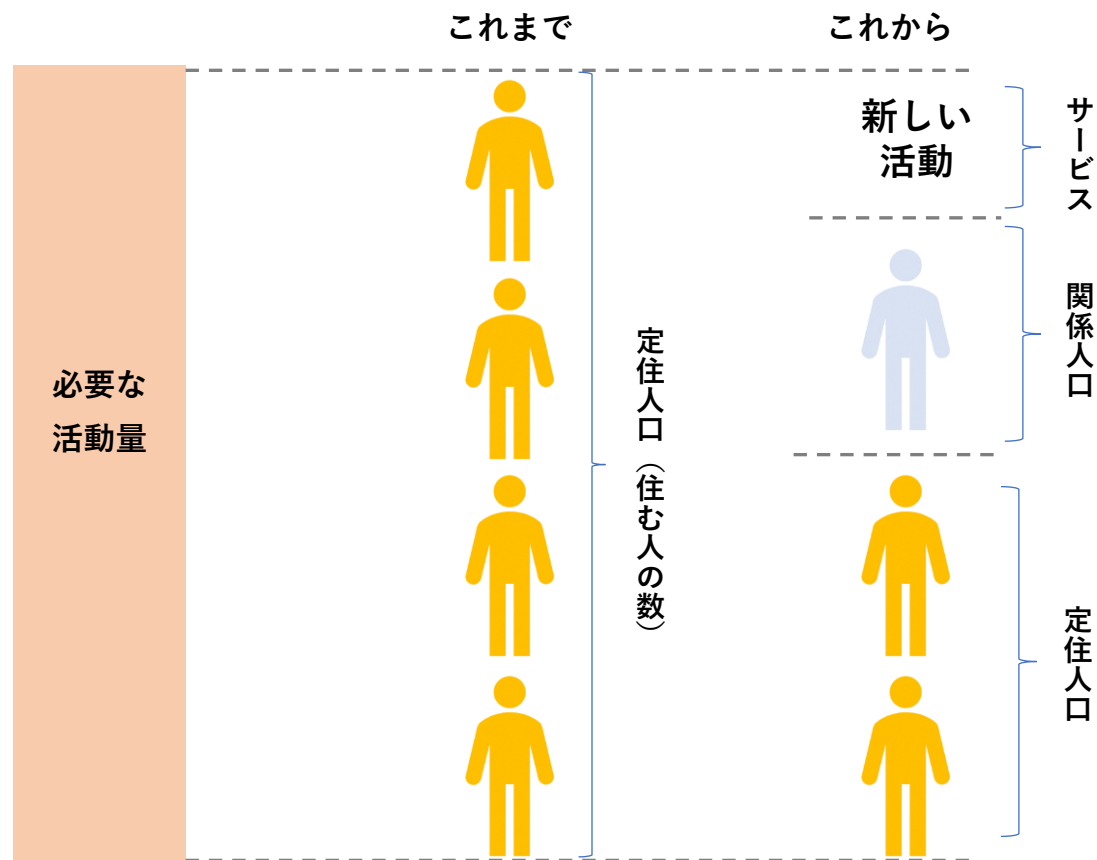 これまで
これから
必要な
活動量
定住人口（住む人の数）
新しい
活動
サービス
関係人口
定住人口